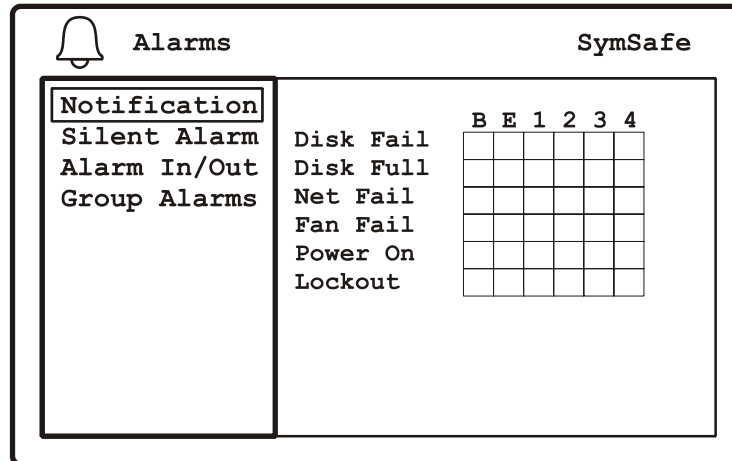 Alarms SymSafe
Notification
Silent Alarm
Alarm In/Out
Group Alarms
B E 1 2 3 4
Disk Fail
Disk Full
Net Fail
Fan Fail
Power On
Lockout